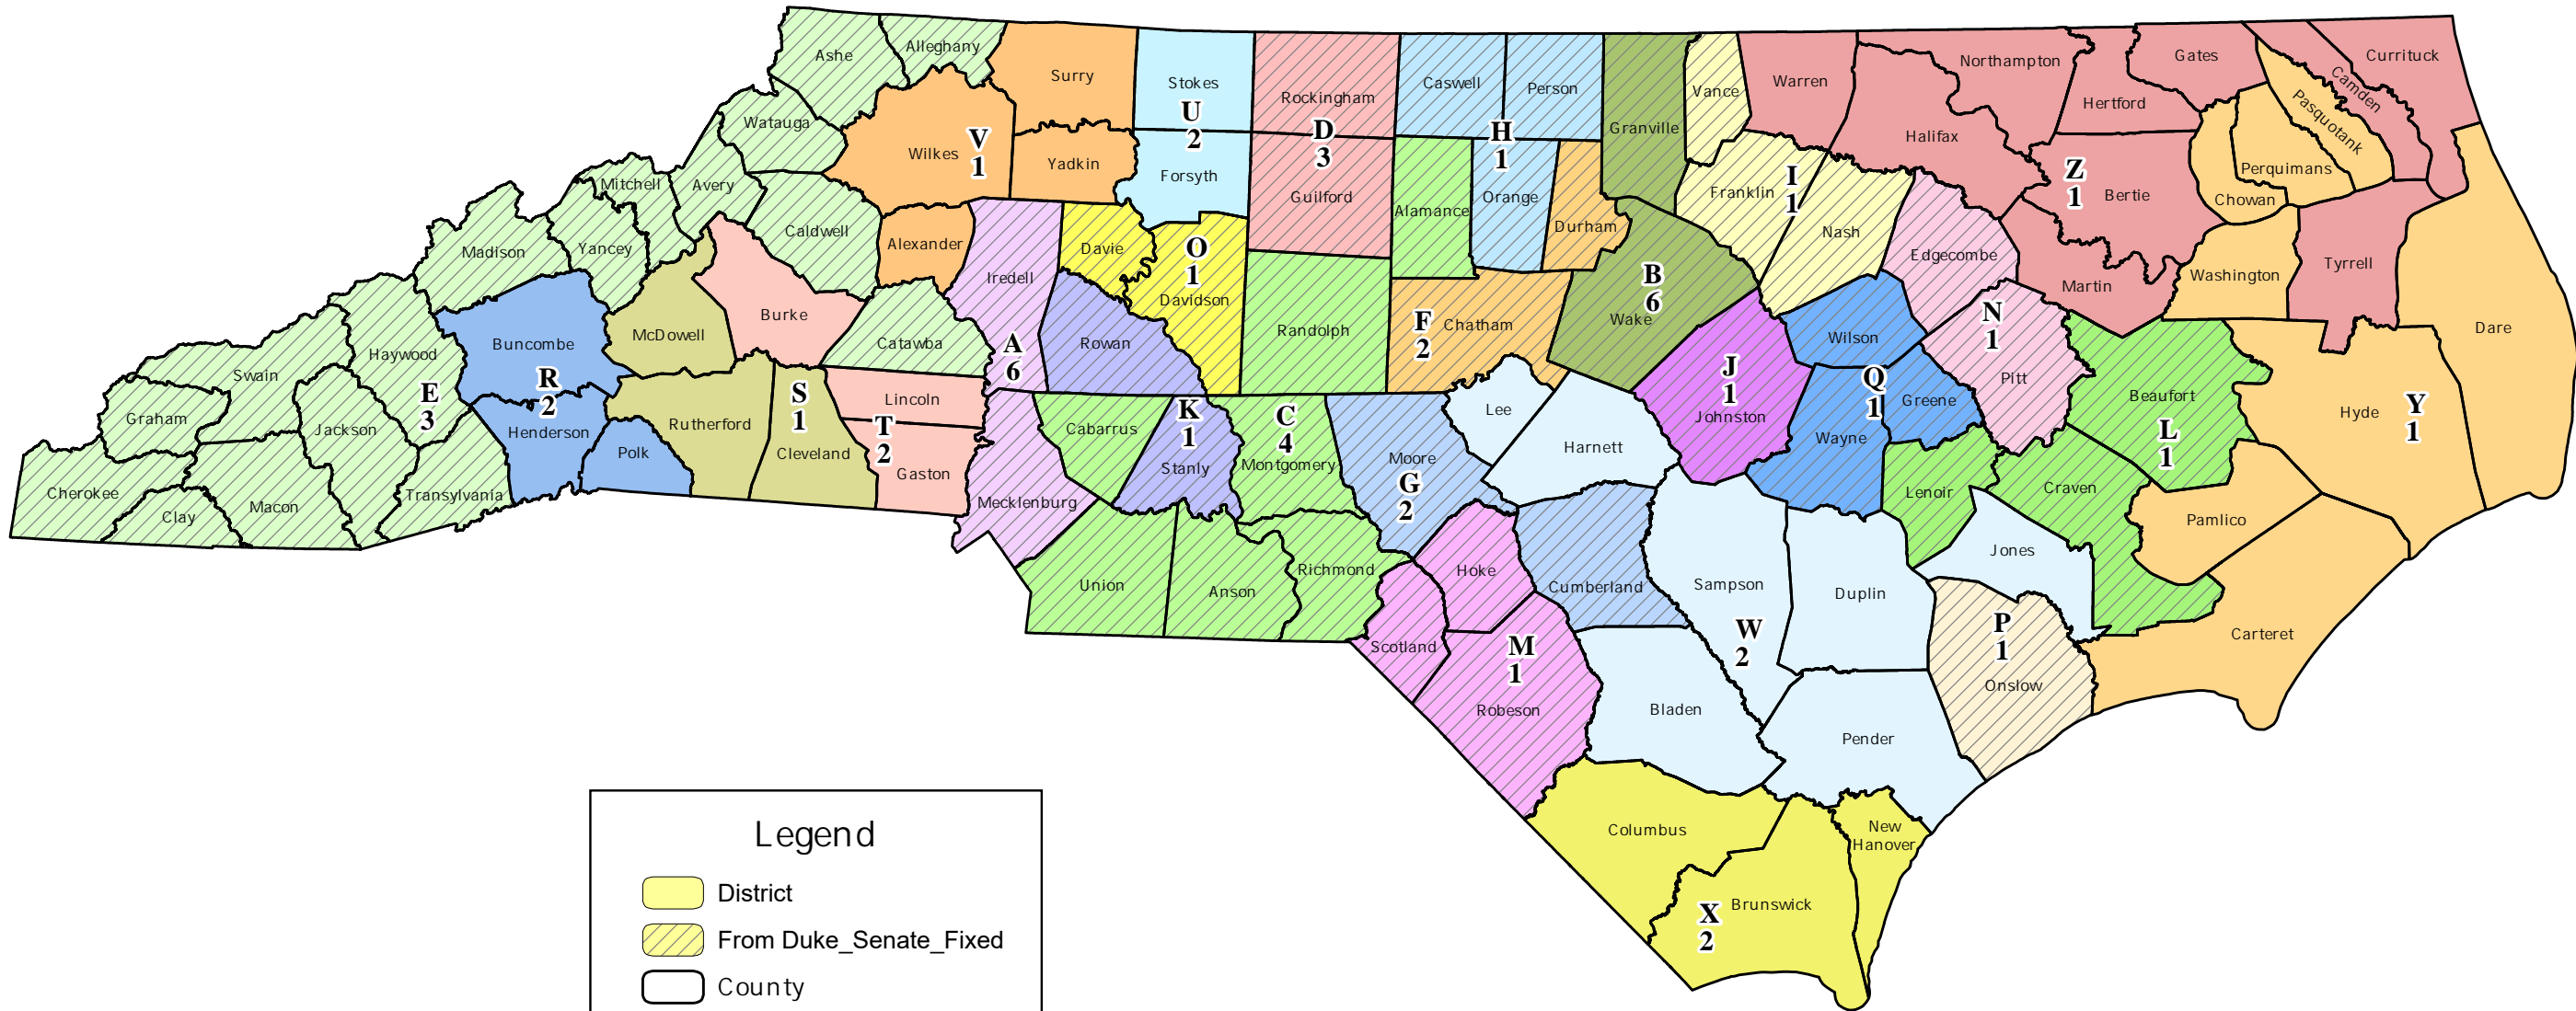 Ashe
Alleghany
Surry
Stokes
U
2
Rockingham
D
3
Caswell
Person
H
1
Granville
Vance
Warren
Northampton
Halifax
Hertford
Gates
Camden
Currituck
Pasquotank
Perquimans
Chowan
Z
1
Bertie
Watauga
Wilkes
V
1
Yadkin
Forsyth
Guilford
Alamance
Orange
Durham
Franklin
I
1
Nash
Edgecombe
Martin
Washington
Tyrrell
Dare
Mitchell
Avery
Caldwell
Alexander
Iredell
Davie
O
1
Davidson
Randolph
F
2
Chatham
B
6
Wake
Wilson
N
1
Pitt
Beaufort
L
1
Hyde
Y
1
Madison
Yancey
McDowell
Burke
Catawba
A
6
Rowan
Lee
J
1
Johnston
Q
1
Greene
Wayne
Buncombe
R
2
Haywood
E
3
Swain
Graham
Jackson
Henderson
Polk
Rutherford
S
1
Cleveland
Lincoln
T
2
Gaston
Cabarrus
K
1
Stanly
C
4
Montgomery
Moore
G
2
Harnett
Lenoir
Craven
Pamlico
Cherokee
Clay
Macon
Transylvania
Mecklenburg
Union
Anson
Richmond
Hoke
Cumberland
Sampson
Duplin
Jones
Carteret
Scotland
M
1
Robeson
W
2
Bladen
Pender
P
1
Onslow
Columbus
New
Hanover
X
2
Brunswick
Legend
District
From Duke_Senate_Fixed
County